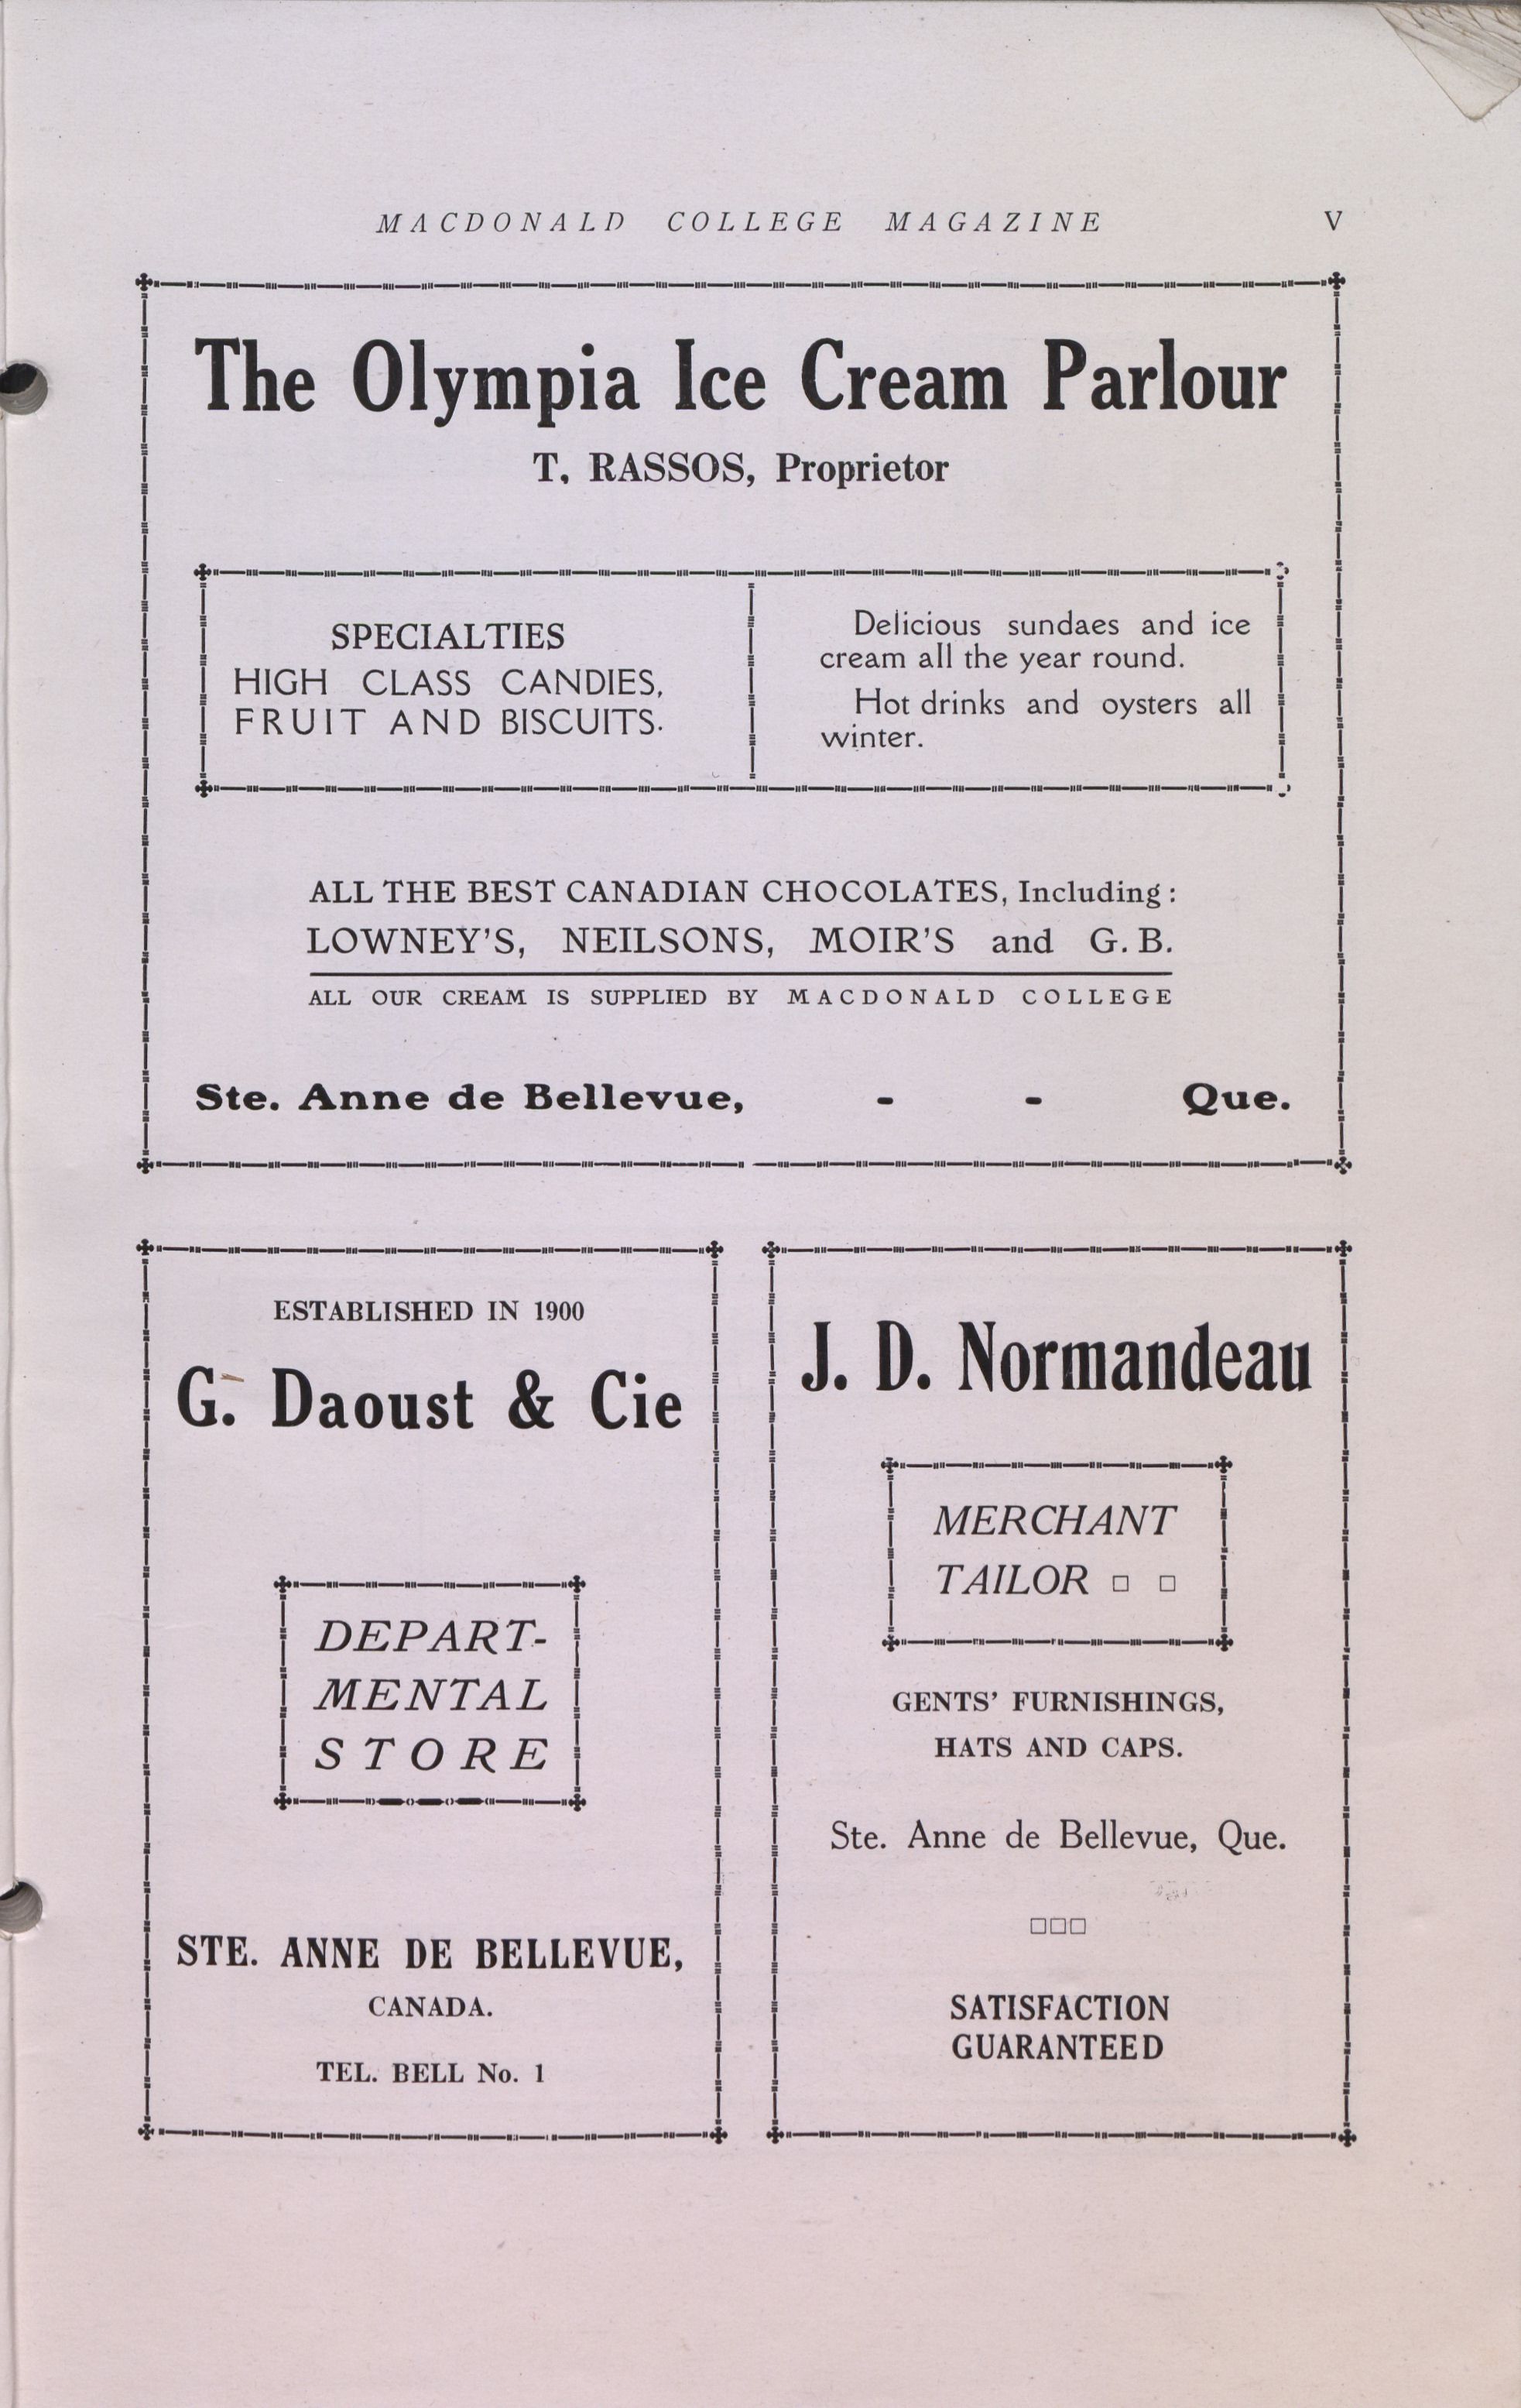 MACDONALD COLLEGE MAGAZINE V
The Olympia Ice Cream Parlour
T. RASSOS, Proprietor
SPECIALTIES
HIGH CLASS CANDIES,
FRUIT AND BISCUITS.
Delicious sundaes and ice
cream all the year round.
Hot drinks and oysters all
winter.
ALL THE BEST CANADIAN CHOCOLATES, Including:
LOWNEY'S, NEILSONS, MOIR'S and G. B.
ALL OUR CREAM IS SUPPLIED BY MACDONALD COLLEGE
Ste. Anne de Bellevue, - - Que.
ESTABLISHED IN 1900
G. Daoust & Cie
DEPART-
MENTAL
STORE
STE. ANNE DE BELLEVUE,
CANADA.
TEL. BELL No. 1
J. D. Normandeau
MERCHANT
TAILOR □ □
GENTS' FURNISHINGS,
HATS AND CAPS.
Ste. Anne de Bellevue, Que.
□□□
SATISFACTION
GUARANTEED